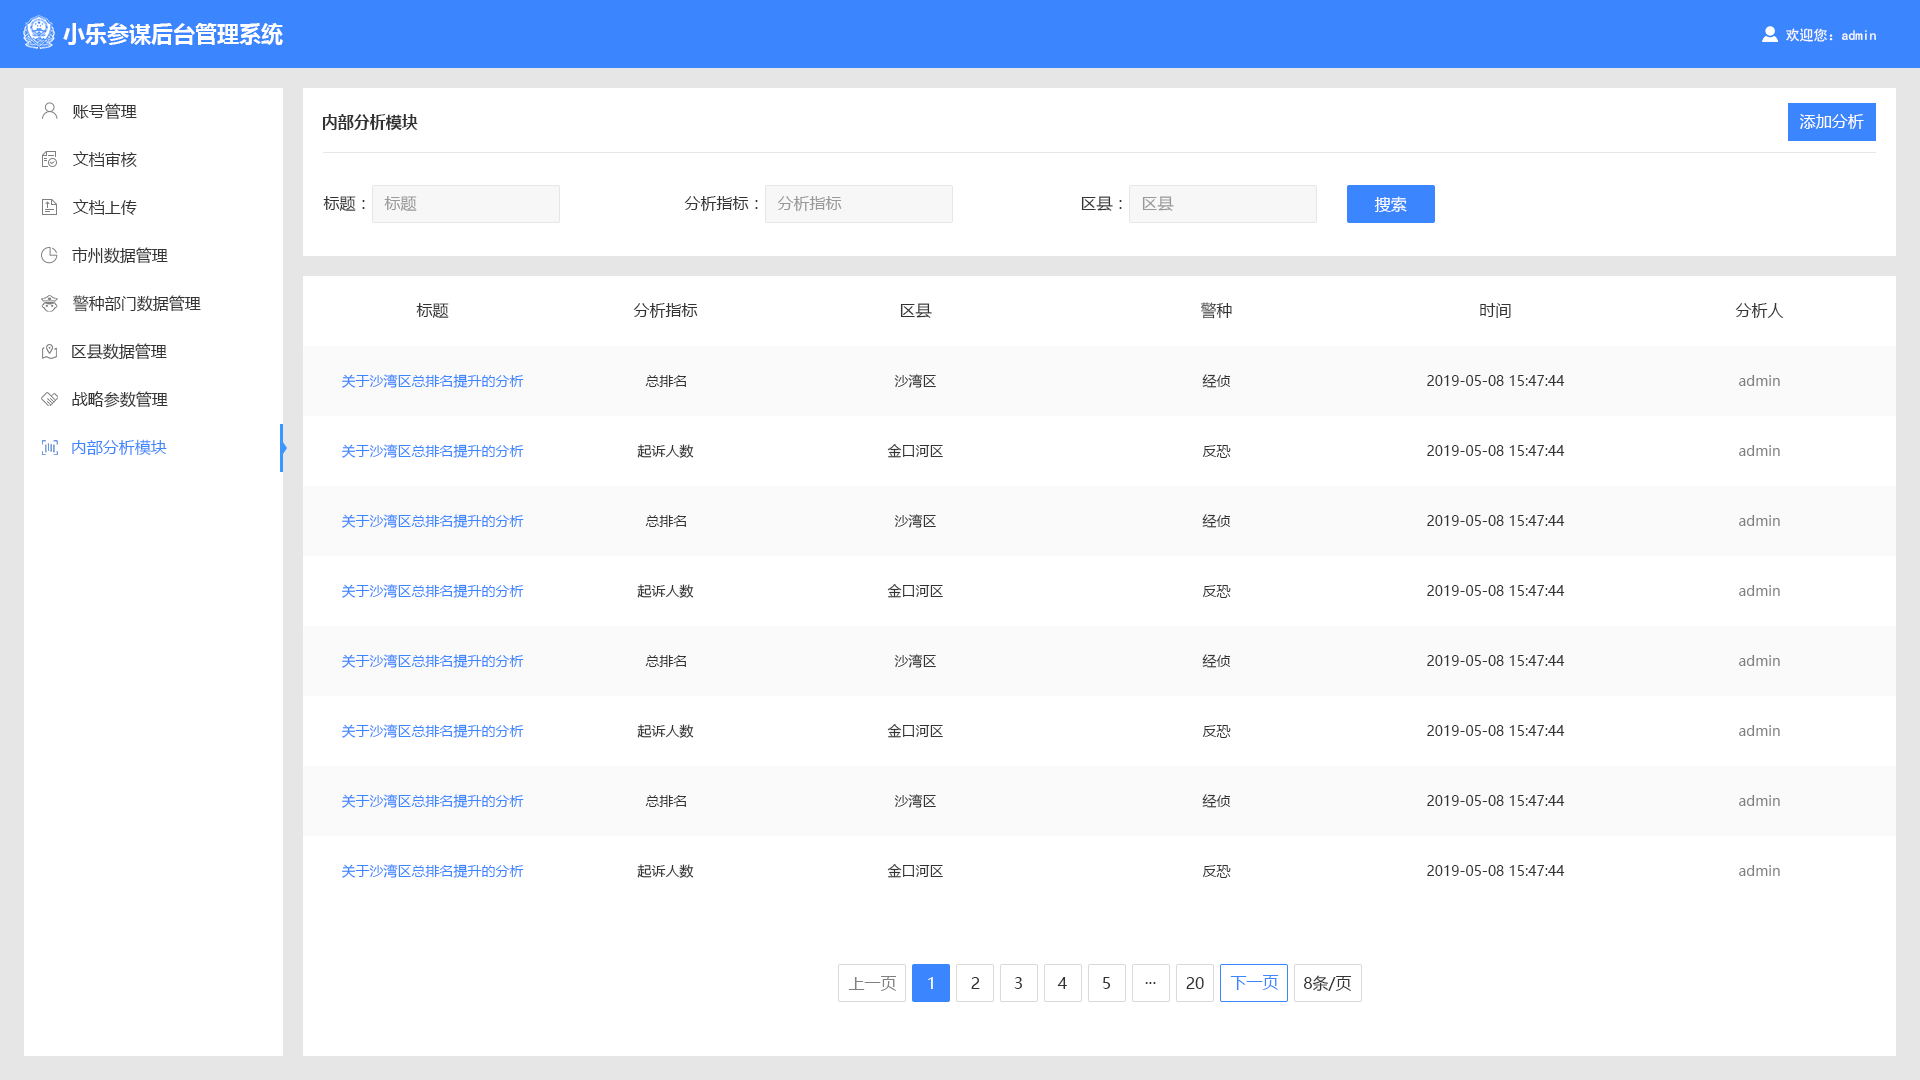 小乐参谋后台管理系统
欢迎您：admin
账号管理
文档审核
文档上传
市州数据管理
警种部门数据管理
区县数据管理
战略参数管理
内部分析模块
内部分析模块
添加分析
标题： 标题 分析指标： 分析指标 区县： 区县 搜索
标题 分析指标 区县 警种 时间 分析人
关于沙湾区总排名提升的分析 总排名 沙湾区 经侦 2019-05-08 15:47:44 admin
关于沙湾区总排名提升的分析 起诉人数 金口河区 反恐 2019-05-08 15:47:44 admin
关于沙湾区总排名提升的分析 总排名 沙湾区 经侦 2019-05-08 15:47:44 admin
关于沙湾区总排名提升的分析 起诉人数 金口河区 反恐 2019-05-08 15:47:44 admin
关于沙湾区总排名提升的分析 总排名 沙湾区 经侦 2019-05-08 15:47:44 admin
关于沙湾区总排名提升的分析 起诉人数 金口河区 反恐 2019-05-08 15:47:44 admin
关于沙湾区总排名提升的分析 总排名 沙湾区 经侦 2019-05-08 15:47:44 admin
关于沙湾区总排名提升的分析 起诉人数 金口河区 反恐 2019-05-08 15:47:44 admin
上一页 1 2 3 4 5 ··· 20 下一页 8条/页